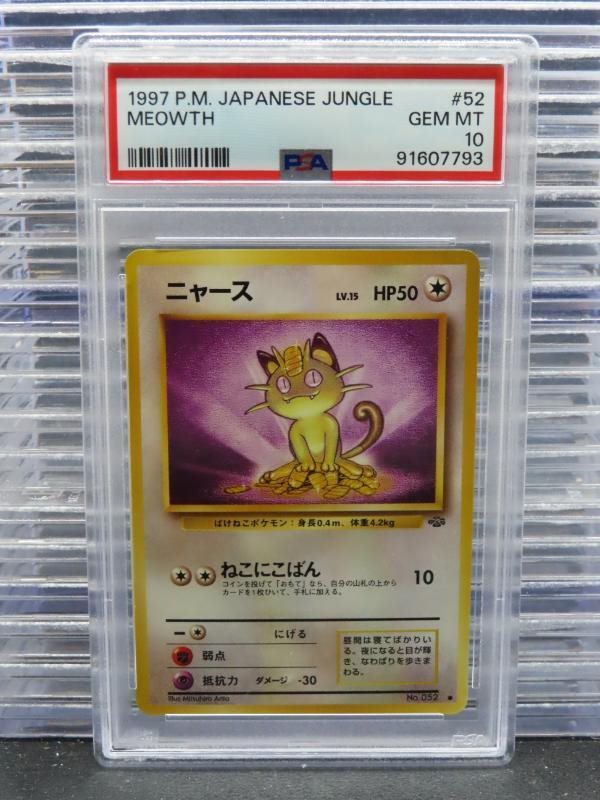 1997 P.M. JAPANESE JUNGLE #52
MEOWTH GEM MT
10
PSA 91607793
ニャース LV.15 HP50
ばけねこポケモン：身長0.4m、体重4.2kg
ねこにこばん 10
コインを投げて「おもて」なら、自分の山札の上から
カードを1枚ひいて、手札に加える。
にげる
弱点
抵抗力 ダメージ -30
昼間は寝てばかりい
る。夜になると目が輝
き、なわばりを歩きま
わる。
Illus. Mitsuhiro Arita
No.052